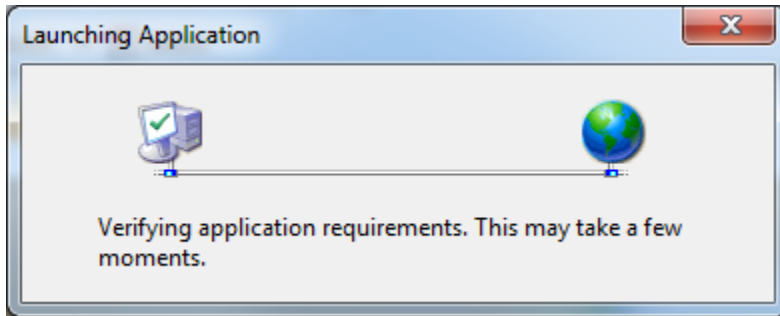 Launching Application
Verifying application requirements. This may take a few
moments.